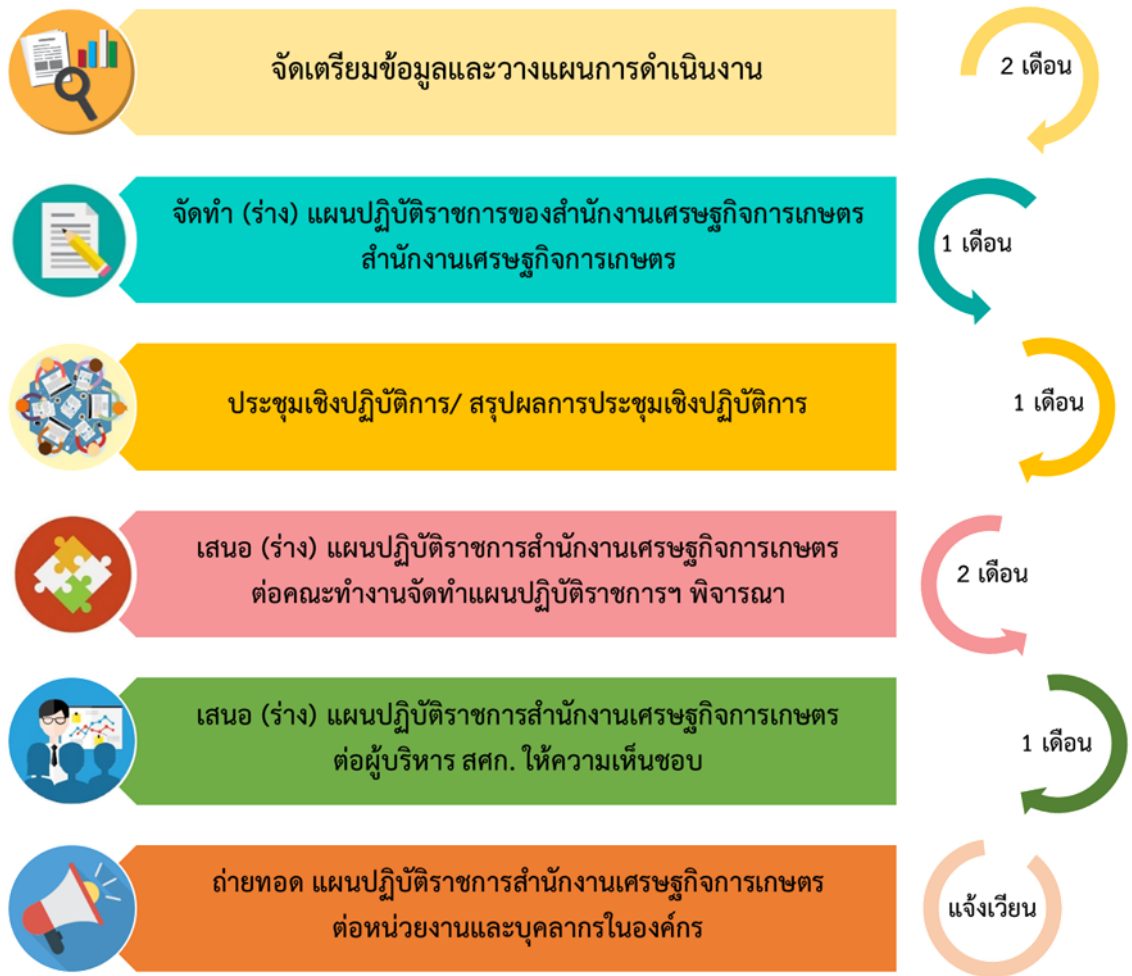 จัดเตรียมข้อมูลและวางแผนการดำเนินงาน
2 เดือน
จัดทำ (ร่าง) แผนปฏิบัติราชการของสำนักงานเศรษฐกิจการเกษตร
สำนักงานเศรษฐกิจการเกษตร
1 เดือน
ประชุมเชิงปฏิบัติการ/ สรุปผลการประชุมเชิงปฏิบัติการ
1 เดือน
เสนอ (ร่าง) แผนปฏิบัติราชการสำนักงานเศรษฐกิจการเกษตร
ต่อคณะทำงานจัดทำแผนปฏิบัติราชการฯ พิจารณา
2 เดือน
เสนอ (ร่าง) แผนปฏิบัติราชการสำนักงานเศรษฐกิจการเกษตร
ต่อผู้บริหาร สศก. ให้ความเห็นชอบ
1 เดือน
ถ่ายทอด แผนปฏิบัติราชการสำนักงานเศรษฐกิจการเกษตร
ต่อหน่วยงานและบุคลากรในองค์กร
แจ้งเวียน